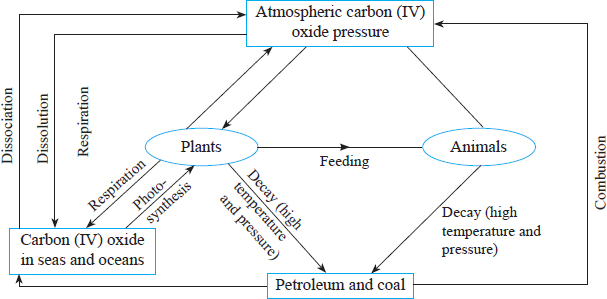 Atmospheric carbon (IV)
oxide pressure
Dissociation
Dissolution
Respiration
Plants
Feeding
Animals
Combustion
Respiration
Photo-
synthesis
Decay (high
temperature
and pressure)
Decay (high
temperature and
pressure)
Carbon (IV) oxide
in seas and oceans
Petroleum and coal